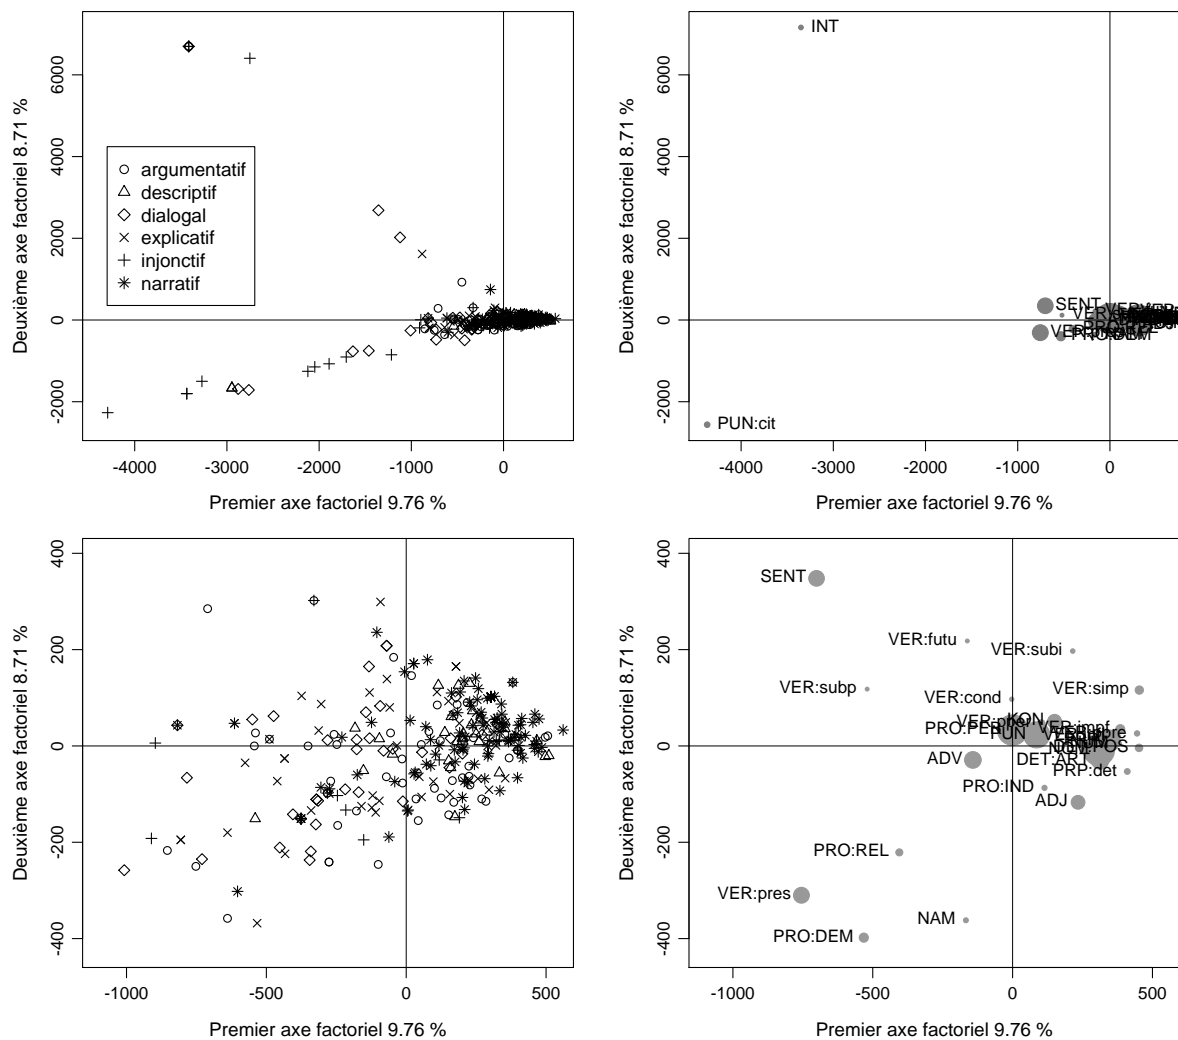 6000
4000
2000
0
-2000
Deuxième axe factoriel 8.71 %
argumentatif
descriptif
dialogal
explicatif
injonctif
narratif
-4000 -3000 -2000 -1000 0
Premier axe factoriel 9.76 %
6000
4000
2000
0
-2000
Deuxième axe factoriel 8.71 %
INT
SENT
PUN:cit
-4000 -3000 -2000 -1000 0
Premier axe factoriel 9.76 %
400
200
0
-200
-400
Deuxième axe factoriel 8.71 %
-1000 -500 0 500
Premier axe factoriel 9.76 %
400
200
0
-200
-400
Deuxième axe factoriel 8.71 %
SENT
VER:futu
VER:subi
VER:subp
VER:simp
VER:cond
KON
VER:impf
PUN
ADV
DET:ART
PRP:det
PRO:IND
ADJ
PRO:REL
VER:pres
NAM
PRO:DEM
-1000 -500 0 500
Premier axe factoriel 9.76 %